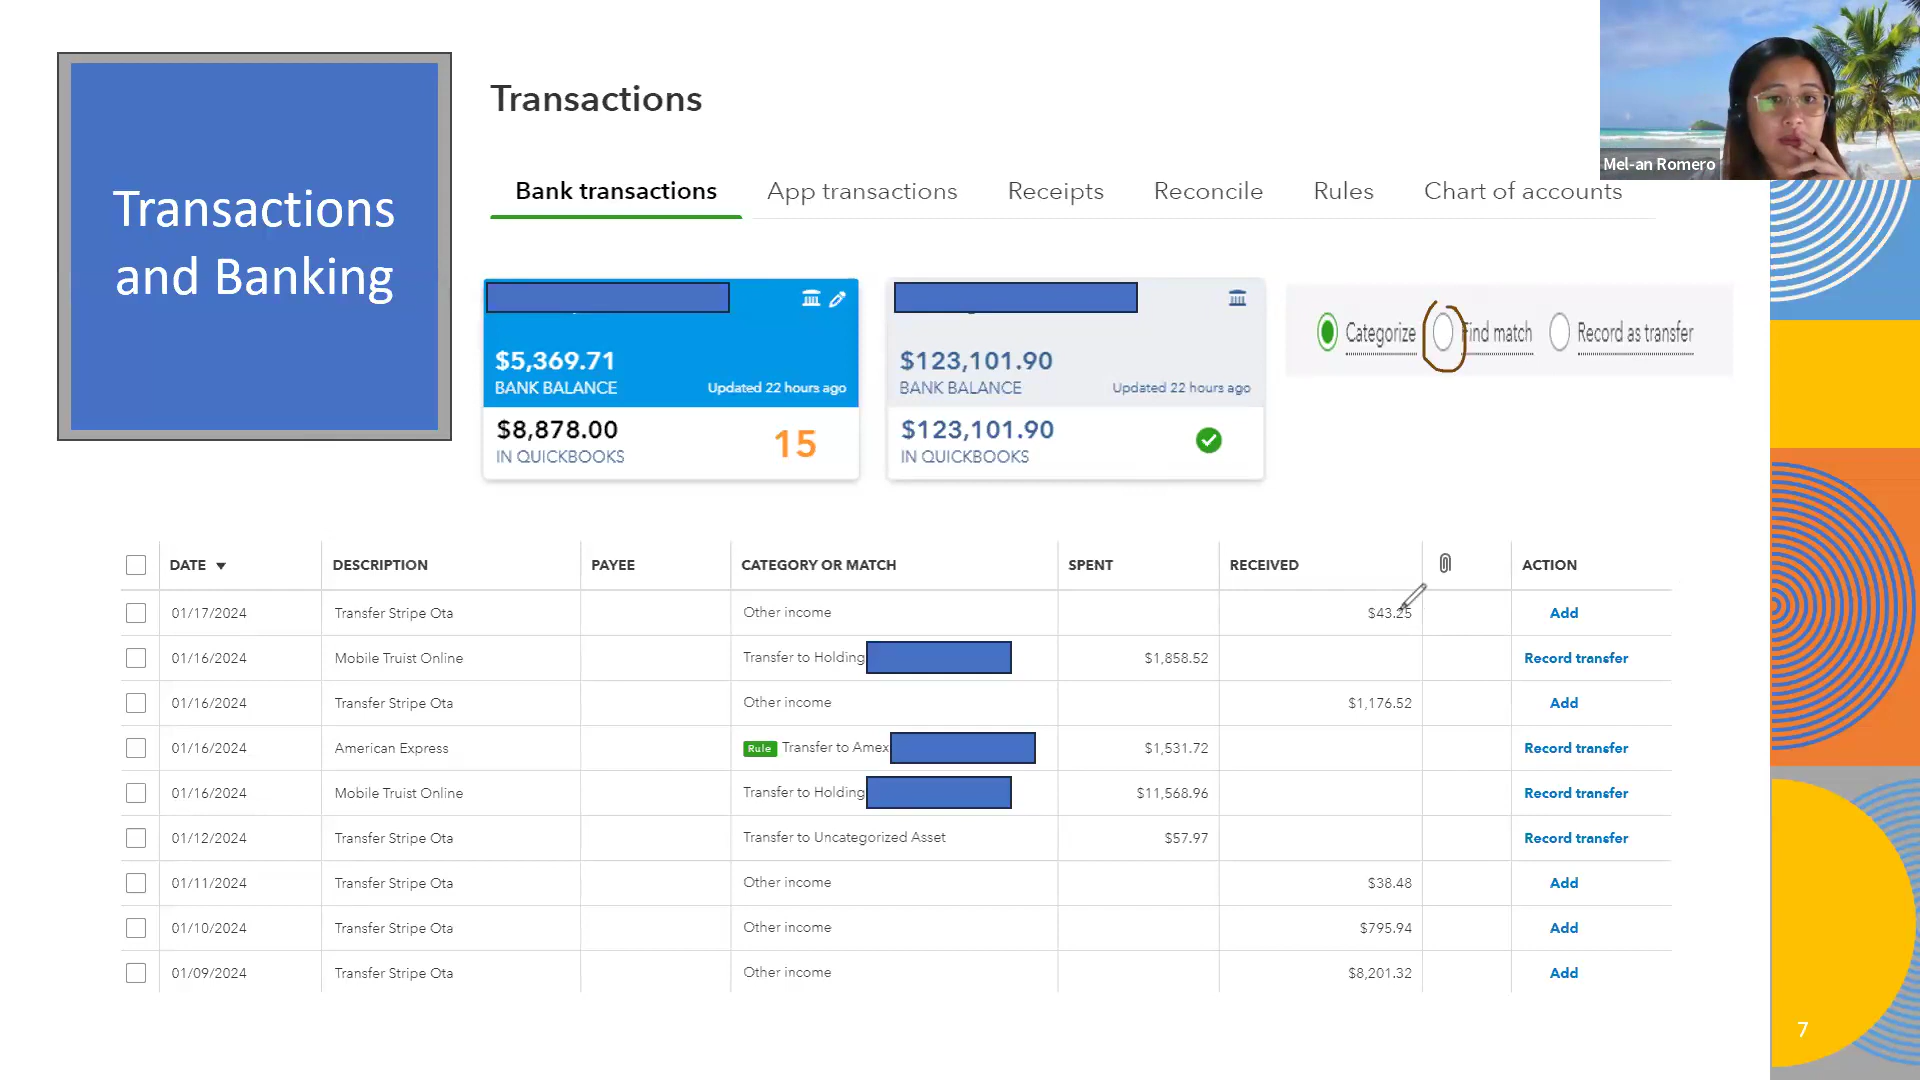 Transactions
and Banking
Transactions
Mel-an Romero
Bank transactions App transactions Receipts Reconcile Rules Chart of accounts
$5,369.71
BANK BALANCE Updated 22 hours ago
$8,878.00
IN QUICKBOOKS
15
$123,101.90
BANK BALANCE Updated 22 hours ago
$123,101.90
IN QUICKBOOKS
Categorize Find match Record as transfer
DATE DESCRIPTION PAYEE CATEGORY OR MATCH SPENT RECEIVED ACTION
01/17/2024 Transfer Stripe Ota Other income $43.25 Add
01/16/2024 Mobile Truist Online Transfer to Holding $1,858.52 Record transfer
01/16/2024 Transfer Stripe Ota Other income $1,176.52 Add
01/16/2024 American Express Rule Transfer to Amex $1,531.72 Record transfer
01/16/2024 Mobile Truist Online Transfer to Holding $11,568.96 Record transfer
01/12/2024 Transfer Stripe Ota Transfer to Uncategorized Asset $57.97 Record transfer
01/11/2024 Transfer Stripe Ota Other income $38.48 Add
01/10/2024 Transfer Stripe Ota Other income $795.94 Add
01/09/2024 Transfer Stripe Ota Other income $8,201.32 Add
7